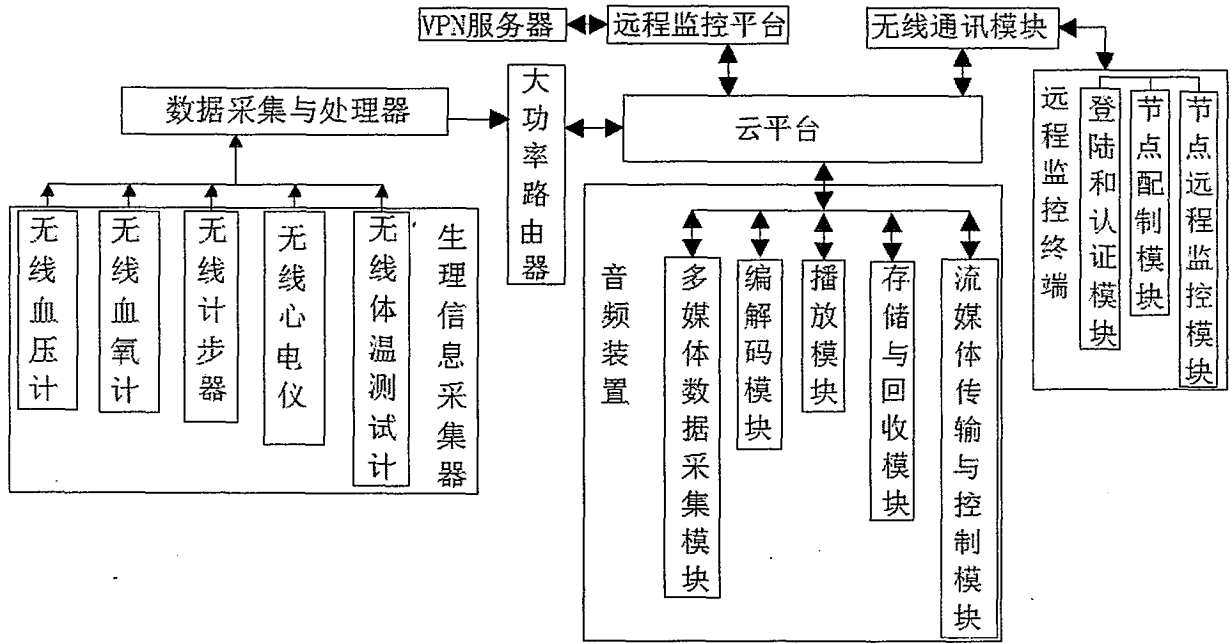 VPN服务器
远程监控平台
无线通讯模块
数据采集与处理器
大功率路由器
云平台
远程监控终端
登陆和认证模块
节点配制模块
节点远程监控模块
无线血压计
无线血氧计
无线计步器
无线心电仪
无线体温测试计
生理信息采集器
音频装置
多媒体数据采集模块
编解码模块
播放模块
存储与回收模块
流媒体传输与控制模块